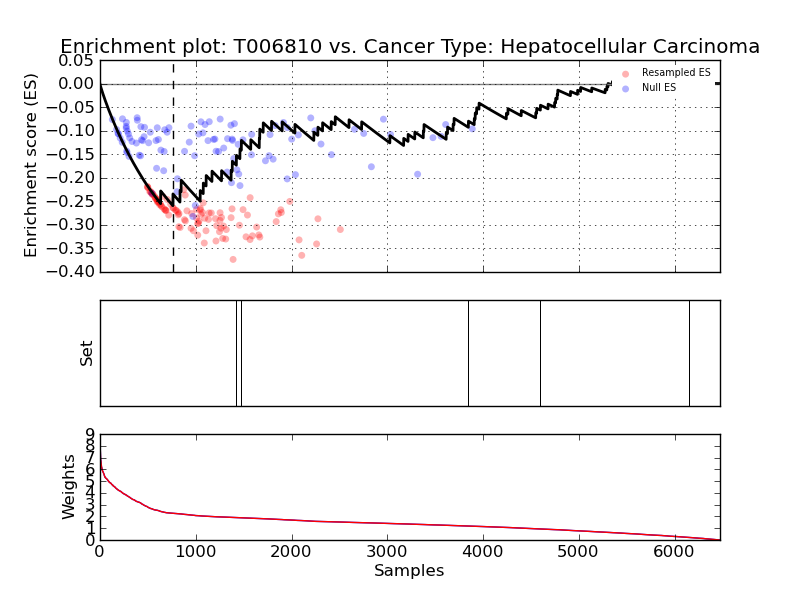 Enrichment plot: T006810 vs. Cancer Type: Hepatocellular Carcinoma
Enrichment score (ES)
0.05
0.00
−0.05
−0.10
−0.15
−0.20
−0.25
−0.30
−0.35
−0.40
Resampled ES
Null ES
Set
Weights
9
8
7
6
5
4
3
2
1
0
0 1000 2000 3000 4000 5000 6000
Samples